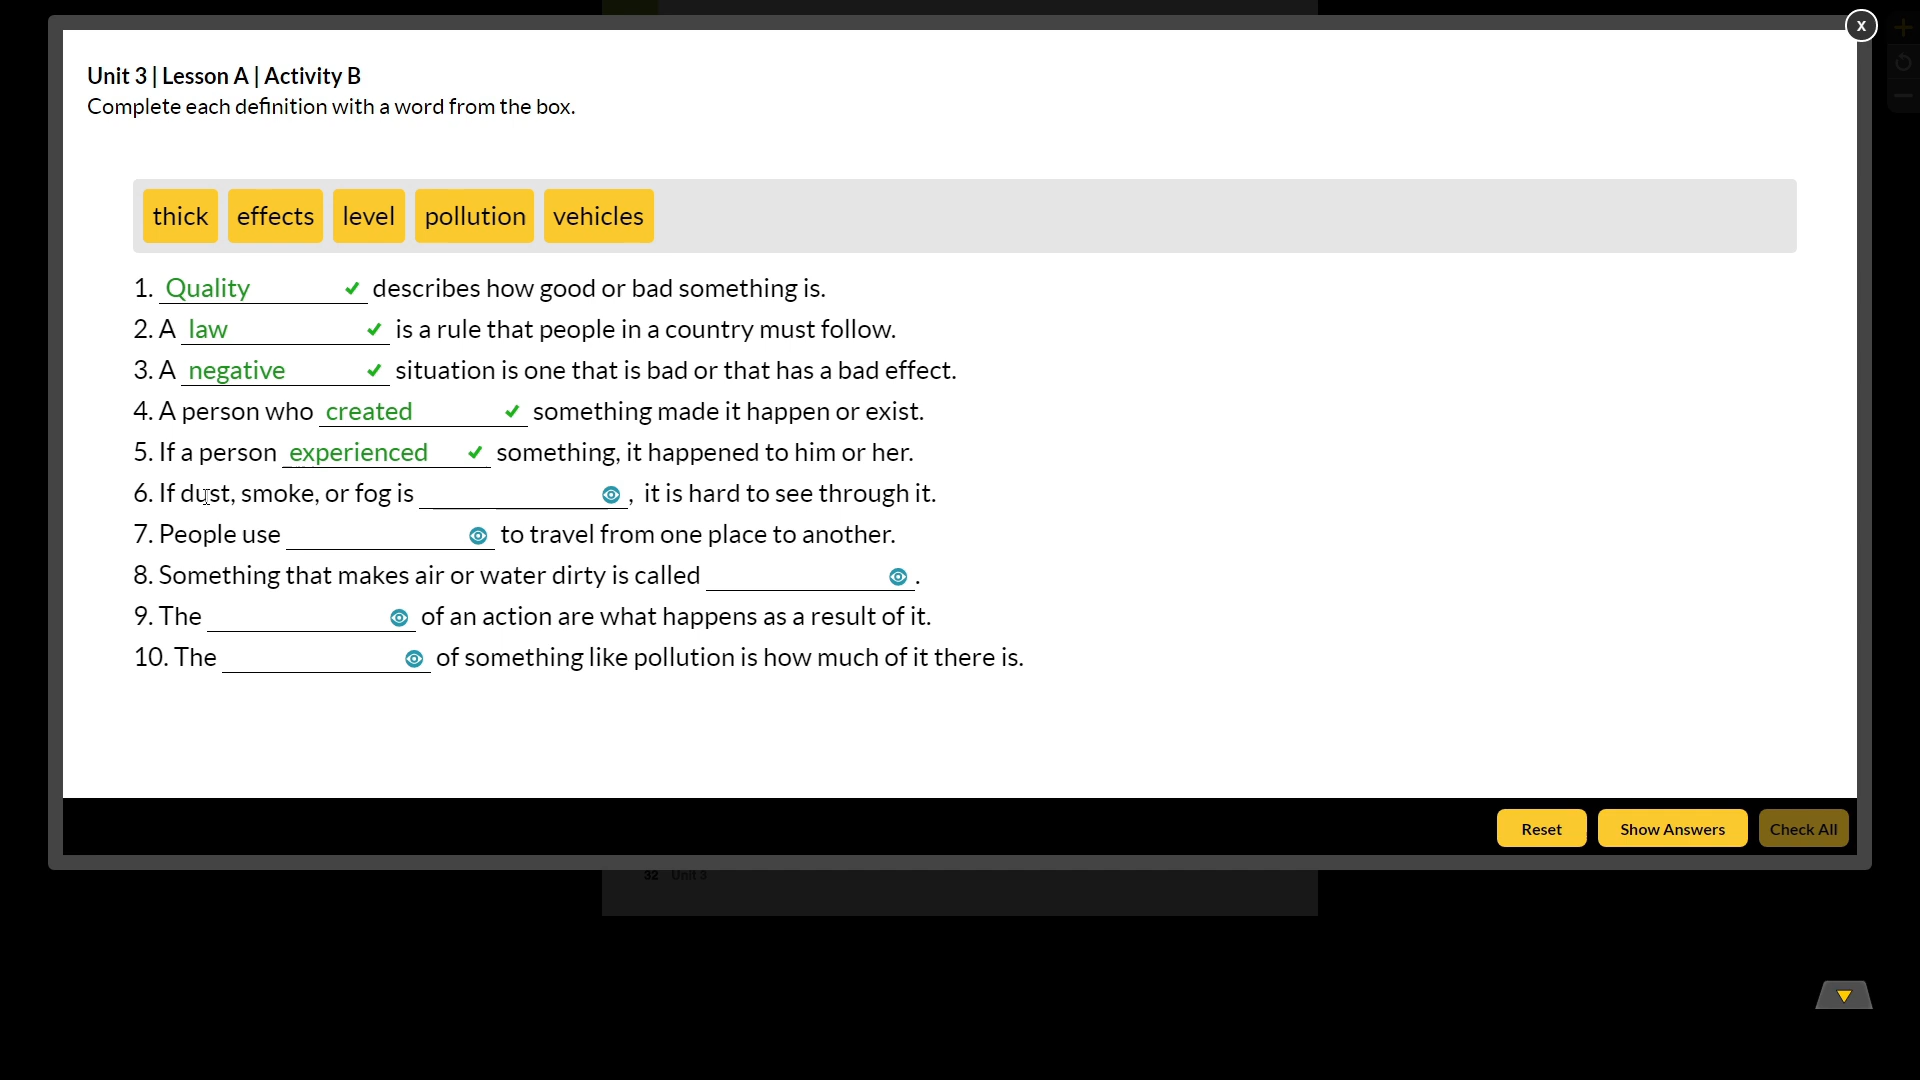 X
Unit 3 | Lesson A | Activity B
Complete each definition with a word from the box.
thick effects level pollution vehicles
1. Quality describes how good or bad something is.
2. A law is a rule that people in a country must follow.
3. A negative situation is one that is bad or that has a bad effect.
4. A person who created something made it happen or exist.
5. If a person experienced something, it happened to him or her.
6. If dust, smoke, or fog is , it is hard to see through it.
7. People use to travel from one place to another.
8. Something that makes air or water dirty is called .
9. The of an action are what happens as a result of it.
10. The of something like pollution is how much of it there is.
Reset Show Answers Check All
32 Unit 3